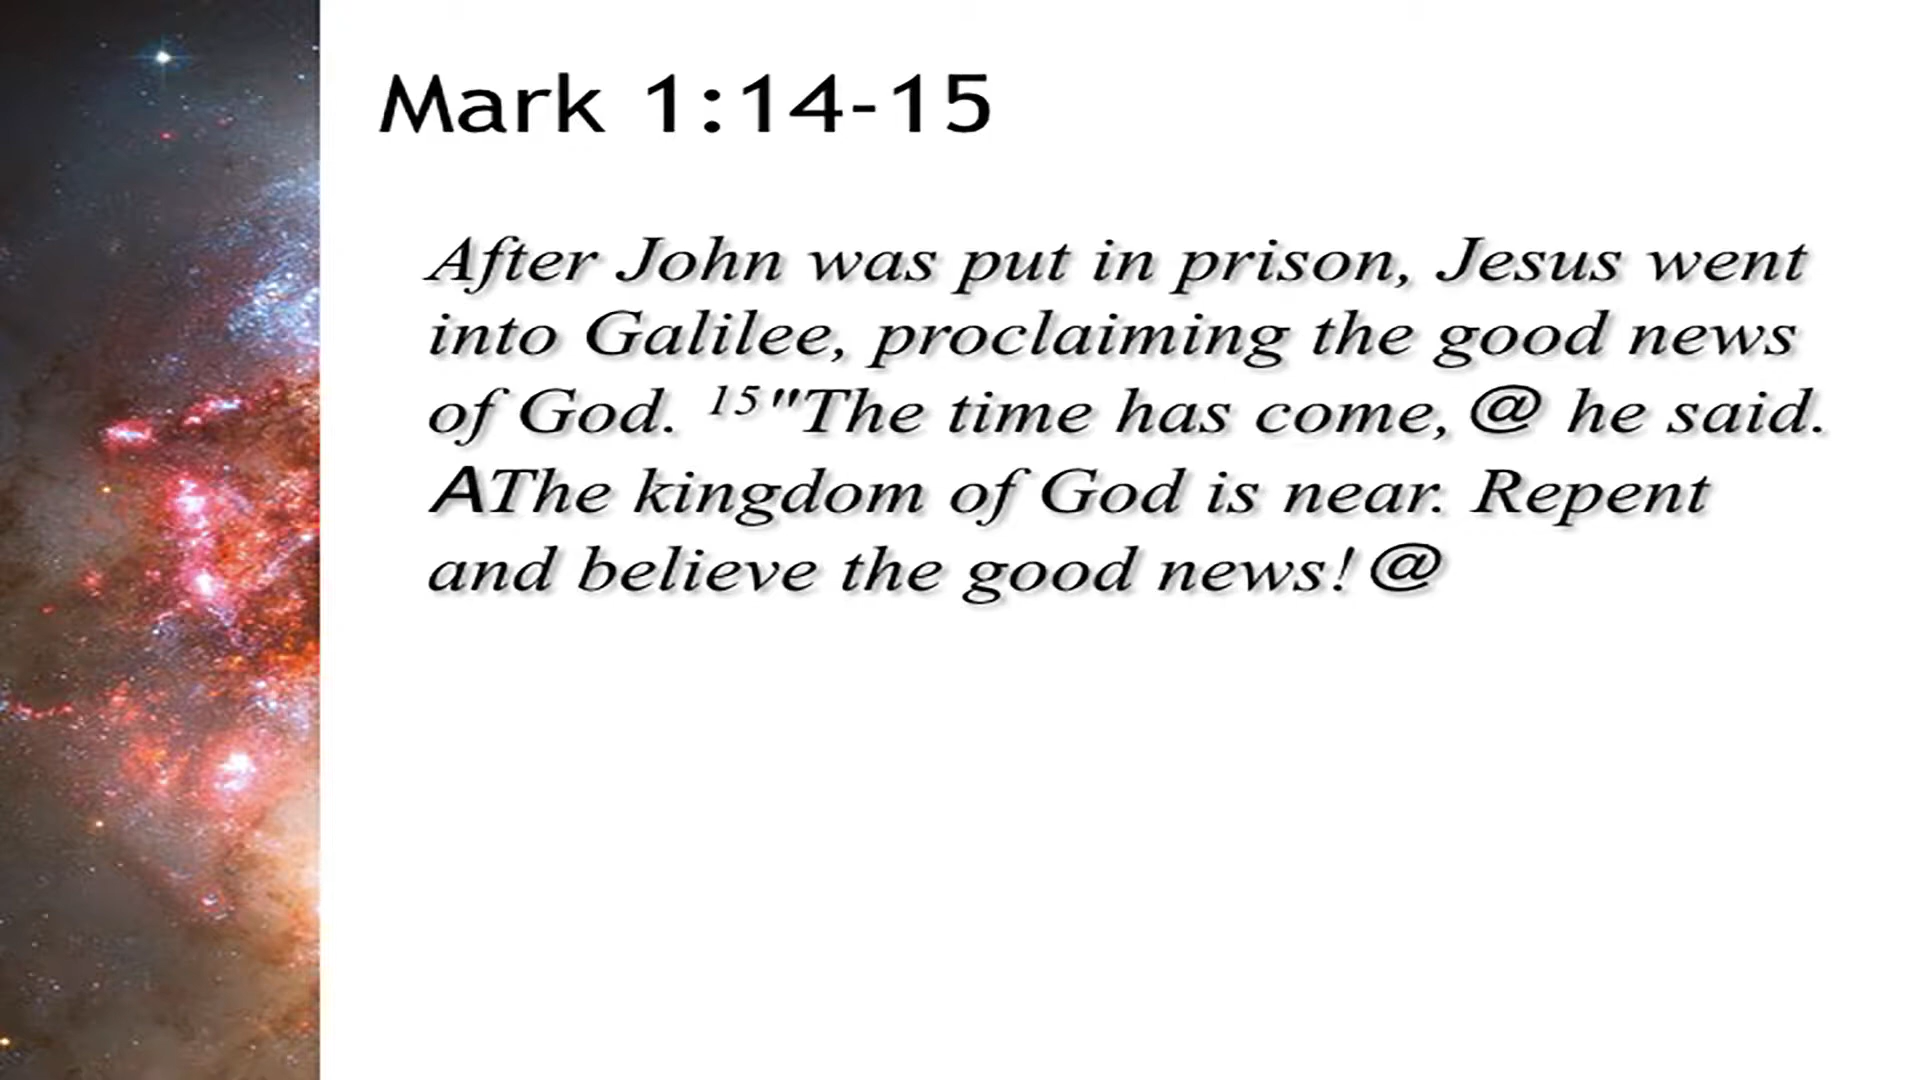 Mark 1:14-15
After John was put in prison, Jesus went
into Galilee, proclaiming the good news
of God. 15"The time has come,@ he said.
AThe kingdom of God is near. Repent
and believe the good news!@